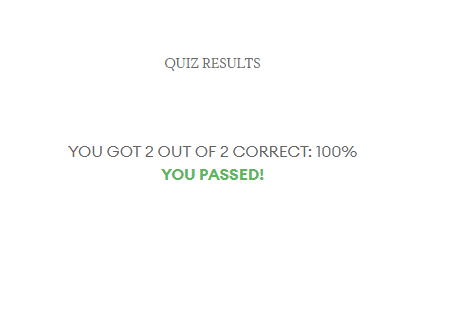 QUIZ RESULTS
YOU GOT 2 OUT OF 2 CORRECT: 100%
YOU PASSED!